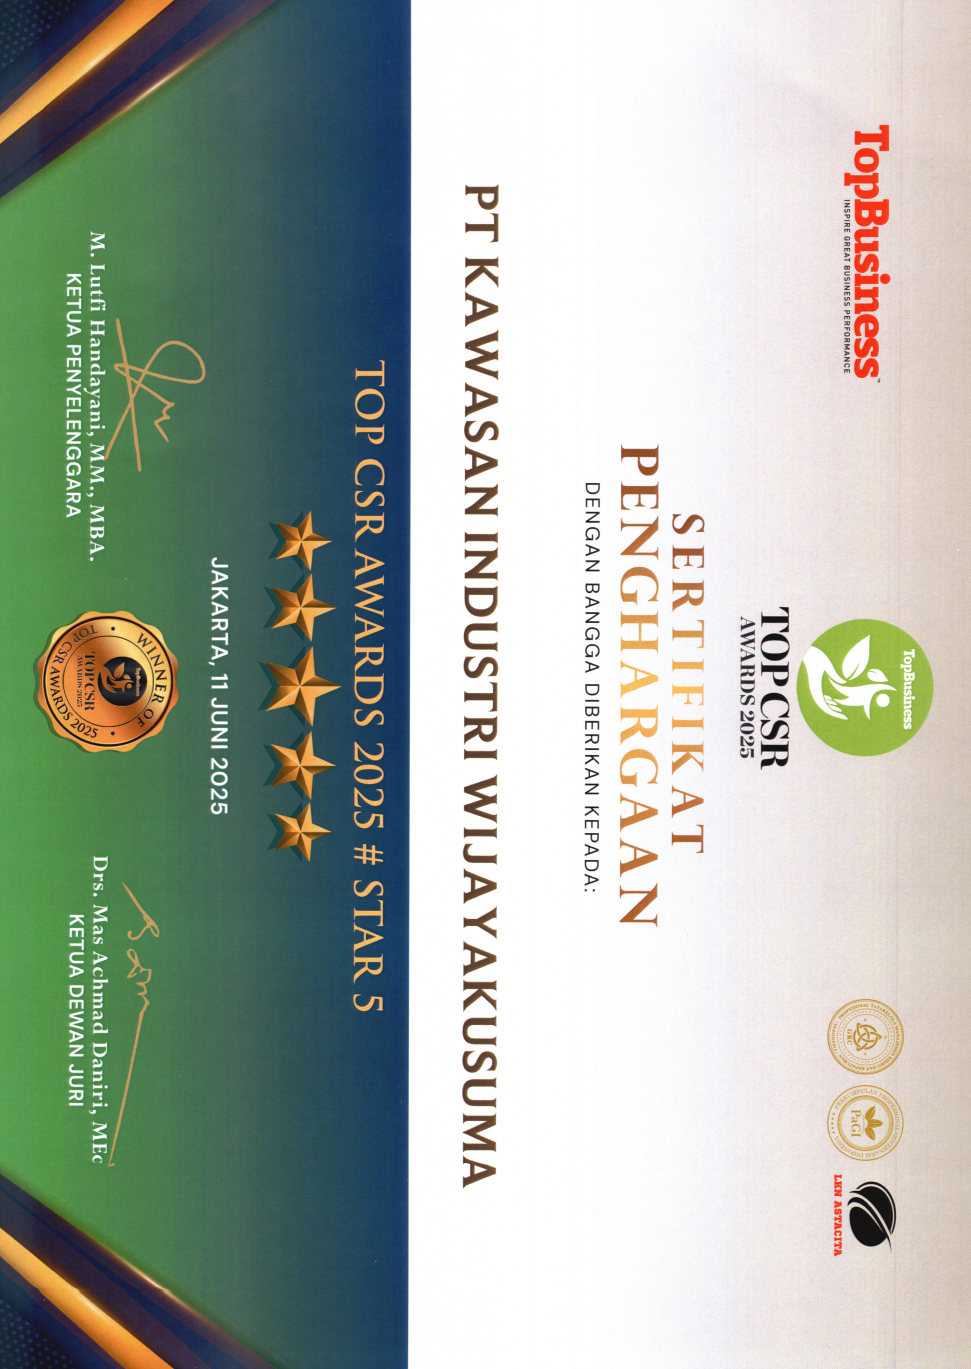 TopBusiness
INSPIRE GREAT BUSINESS PERFORMANCE
TopBusiness
TOP CSR
AWARDS 2025
GRC
PaGI
LKN ASTACITA
SERTIFIKAT
PENGHARGAAN
DENGAN BANGGA DIBERIKAN KEPADA:
PT KAWASAN INDUSTRI WIJAYAKUSUMA
TOP CSR AWARDS 2025 # STAR 5
JAKARTA, 11 JUNI 2025
M. Lutfi Handayani, MM., MBA.
KETUA PENYELENGGARA
WINNER OF
TopBusiness
TOP CSR
AWARDS 2025
TOP CSR AWARDS 2025
Drs. Mas Achmad Daniri, MEc
KETUA DEWAN JURI